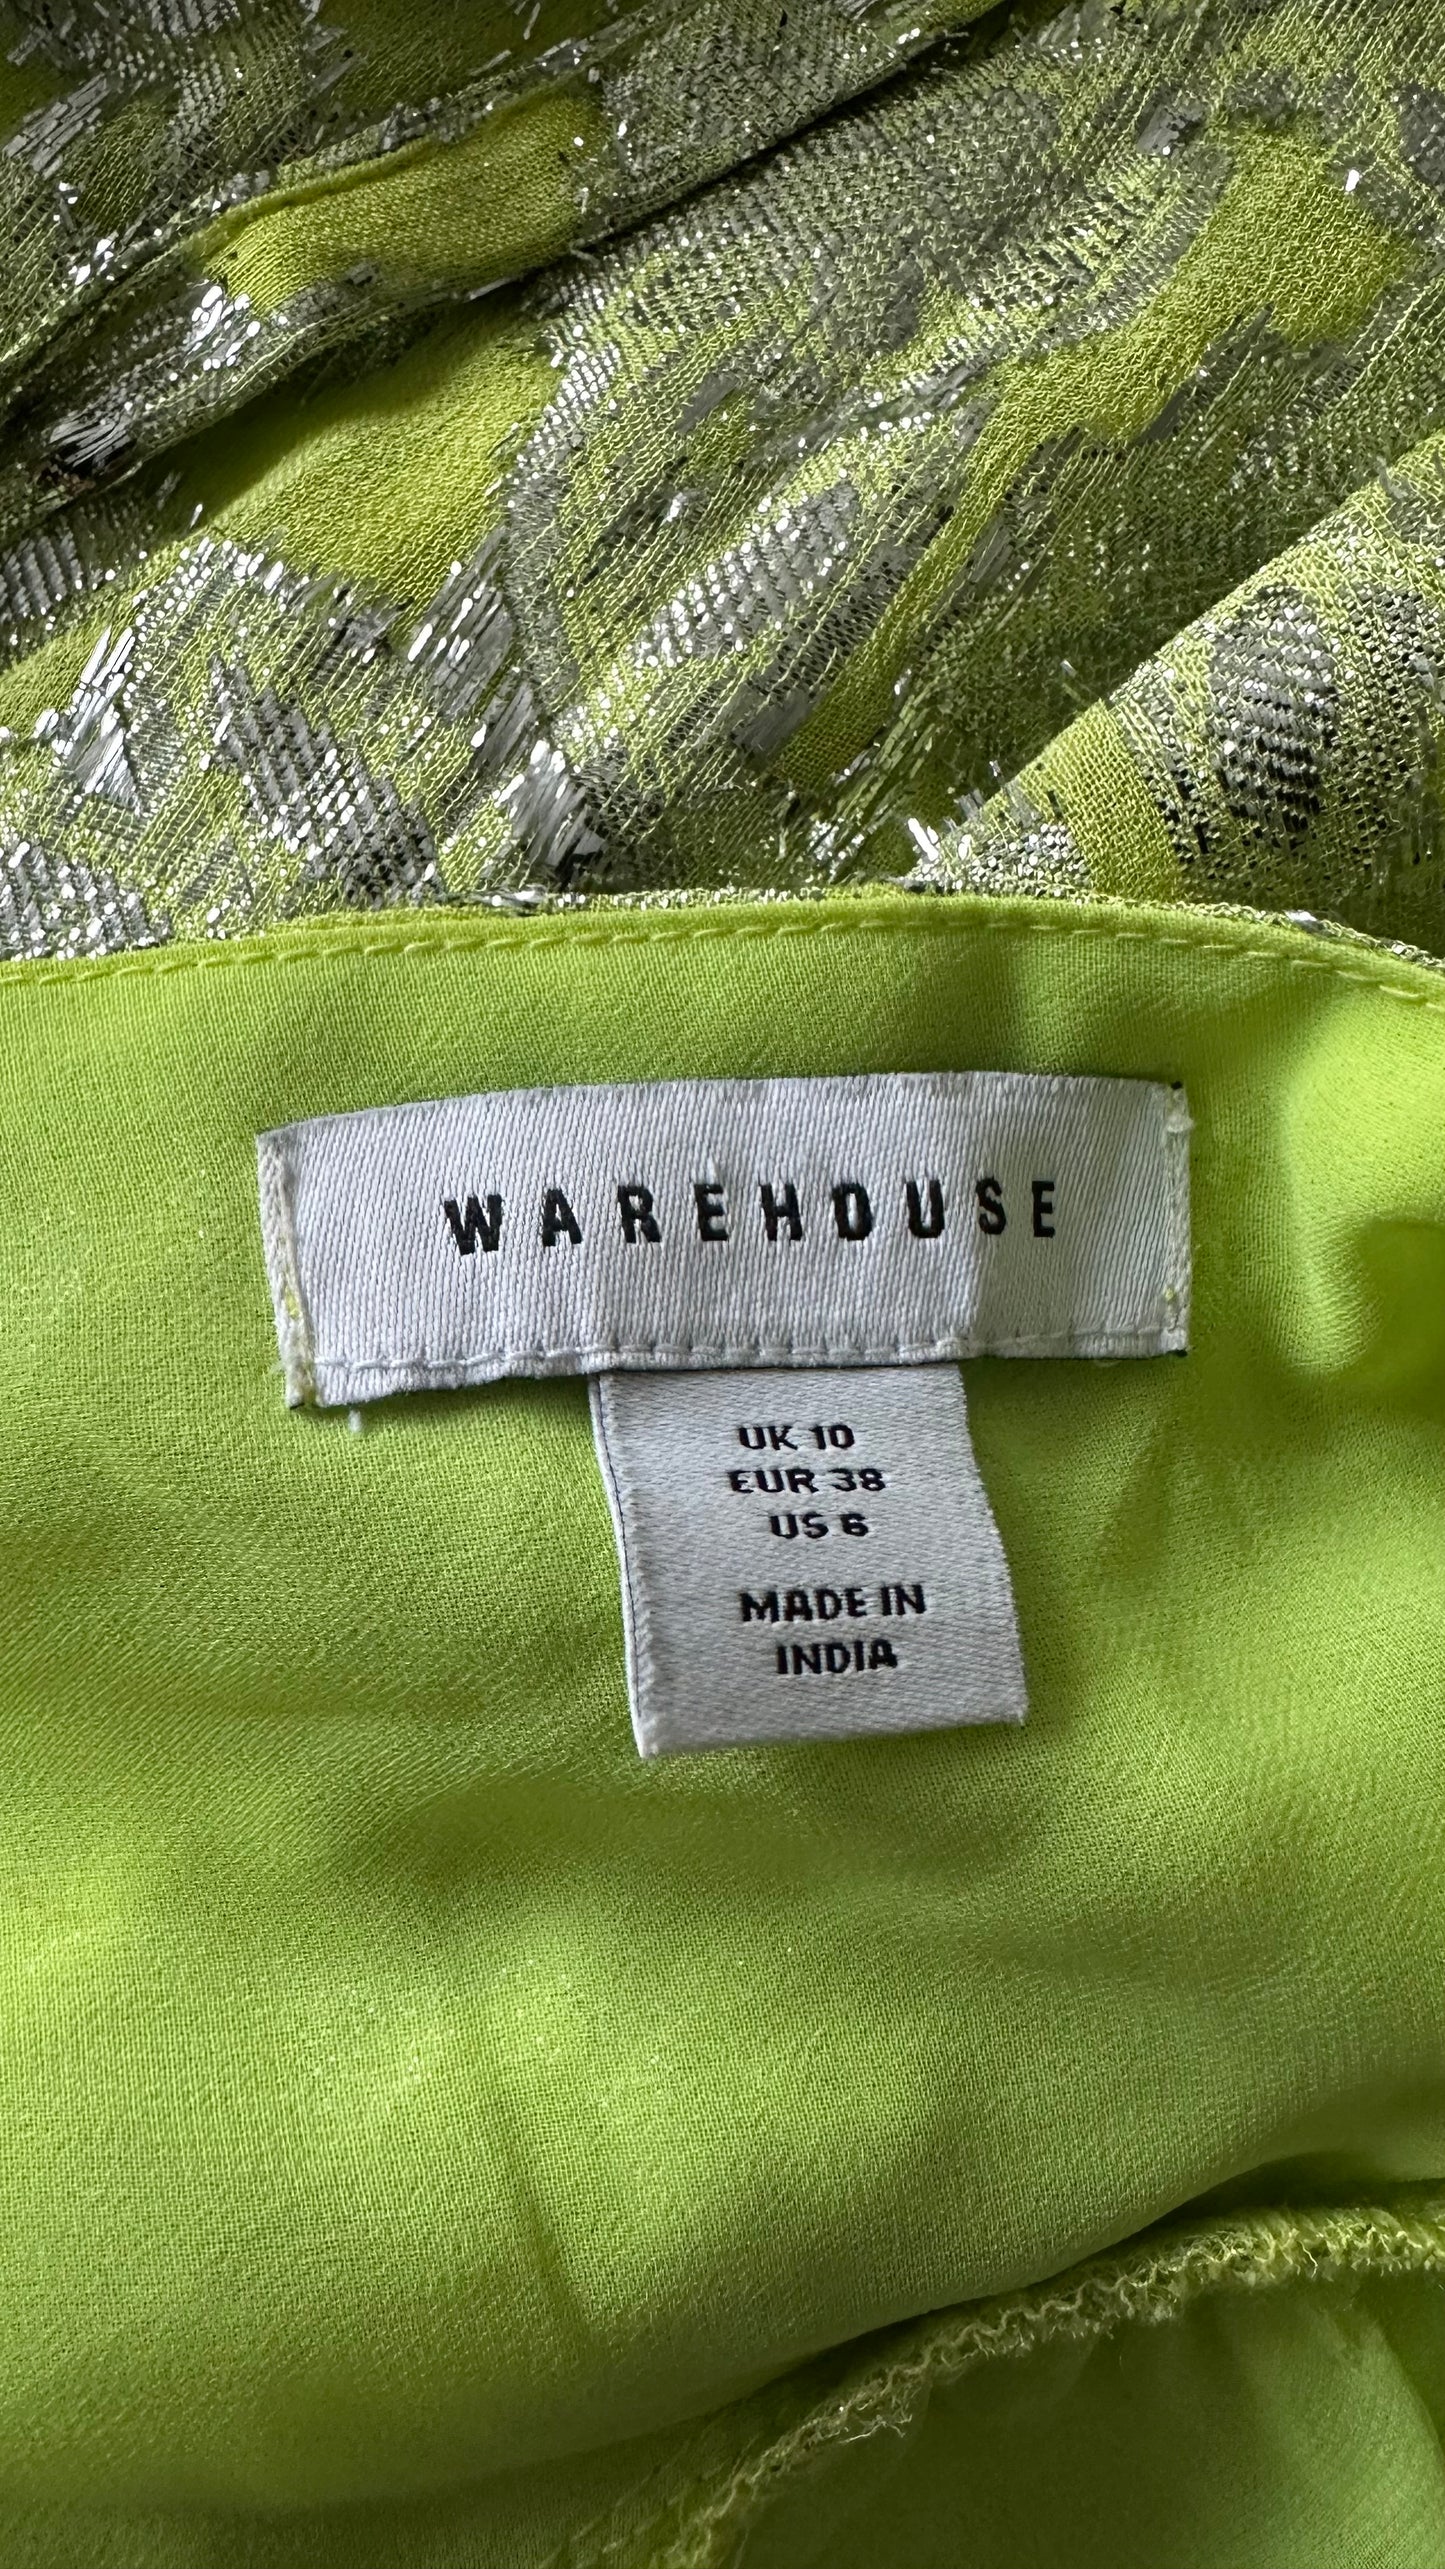 WAREHOUSE
UK 10
EUR 38
US 6
MADE IN
INDIA